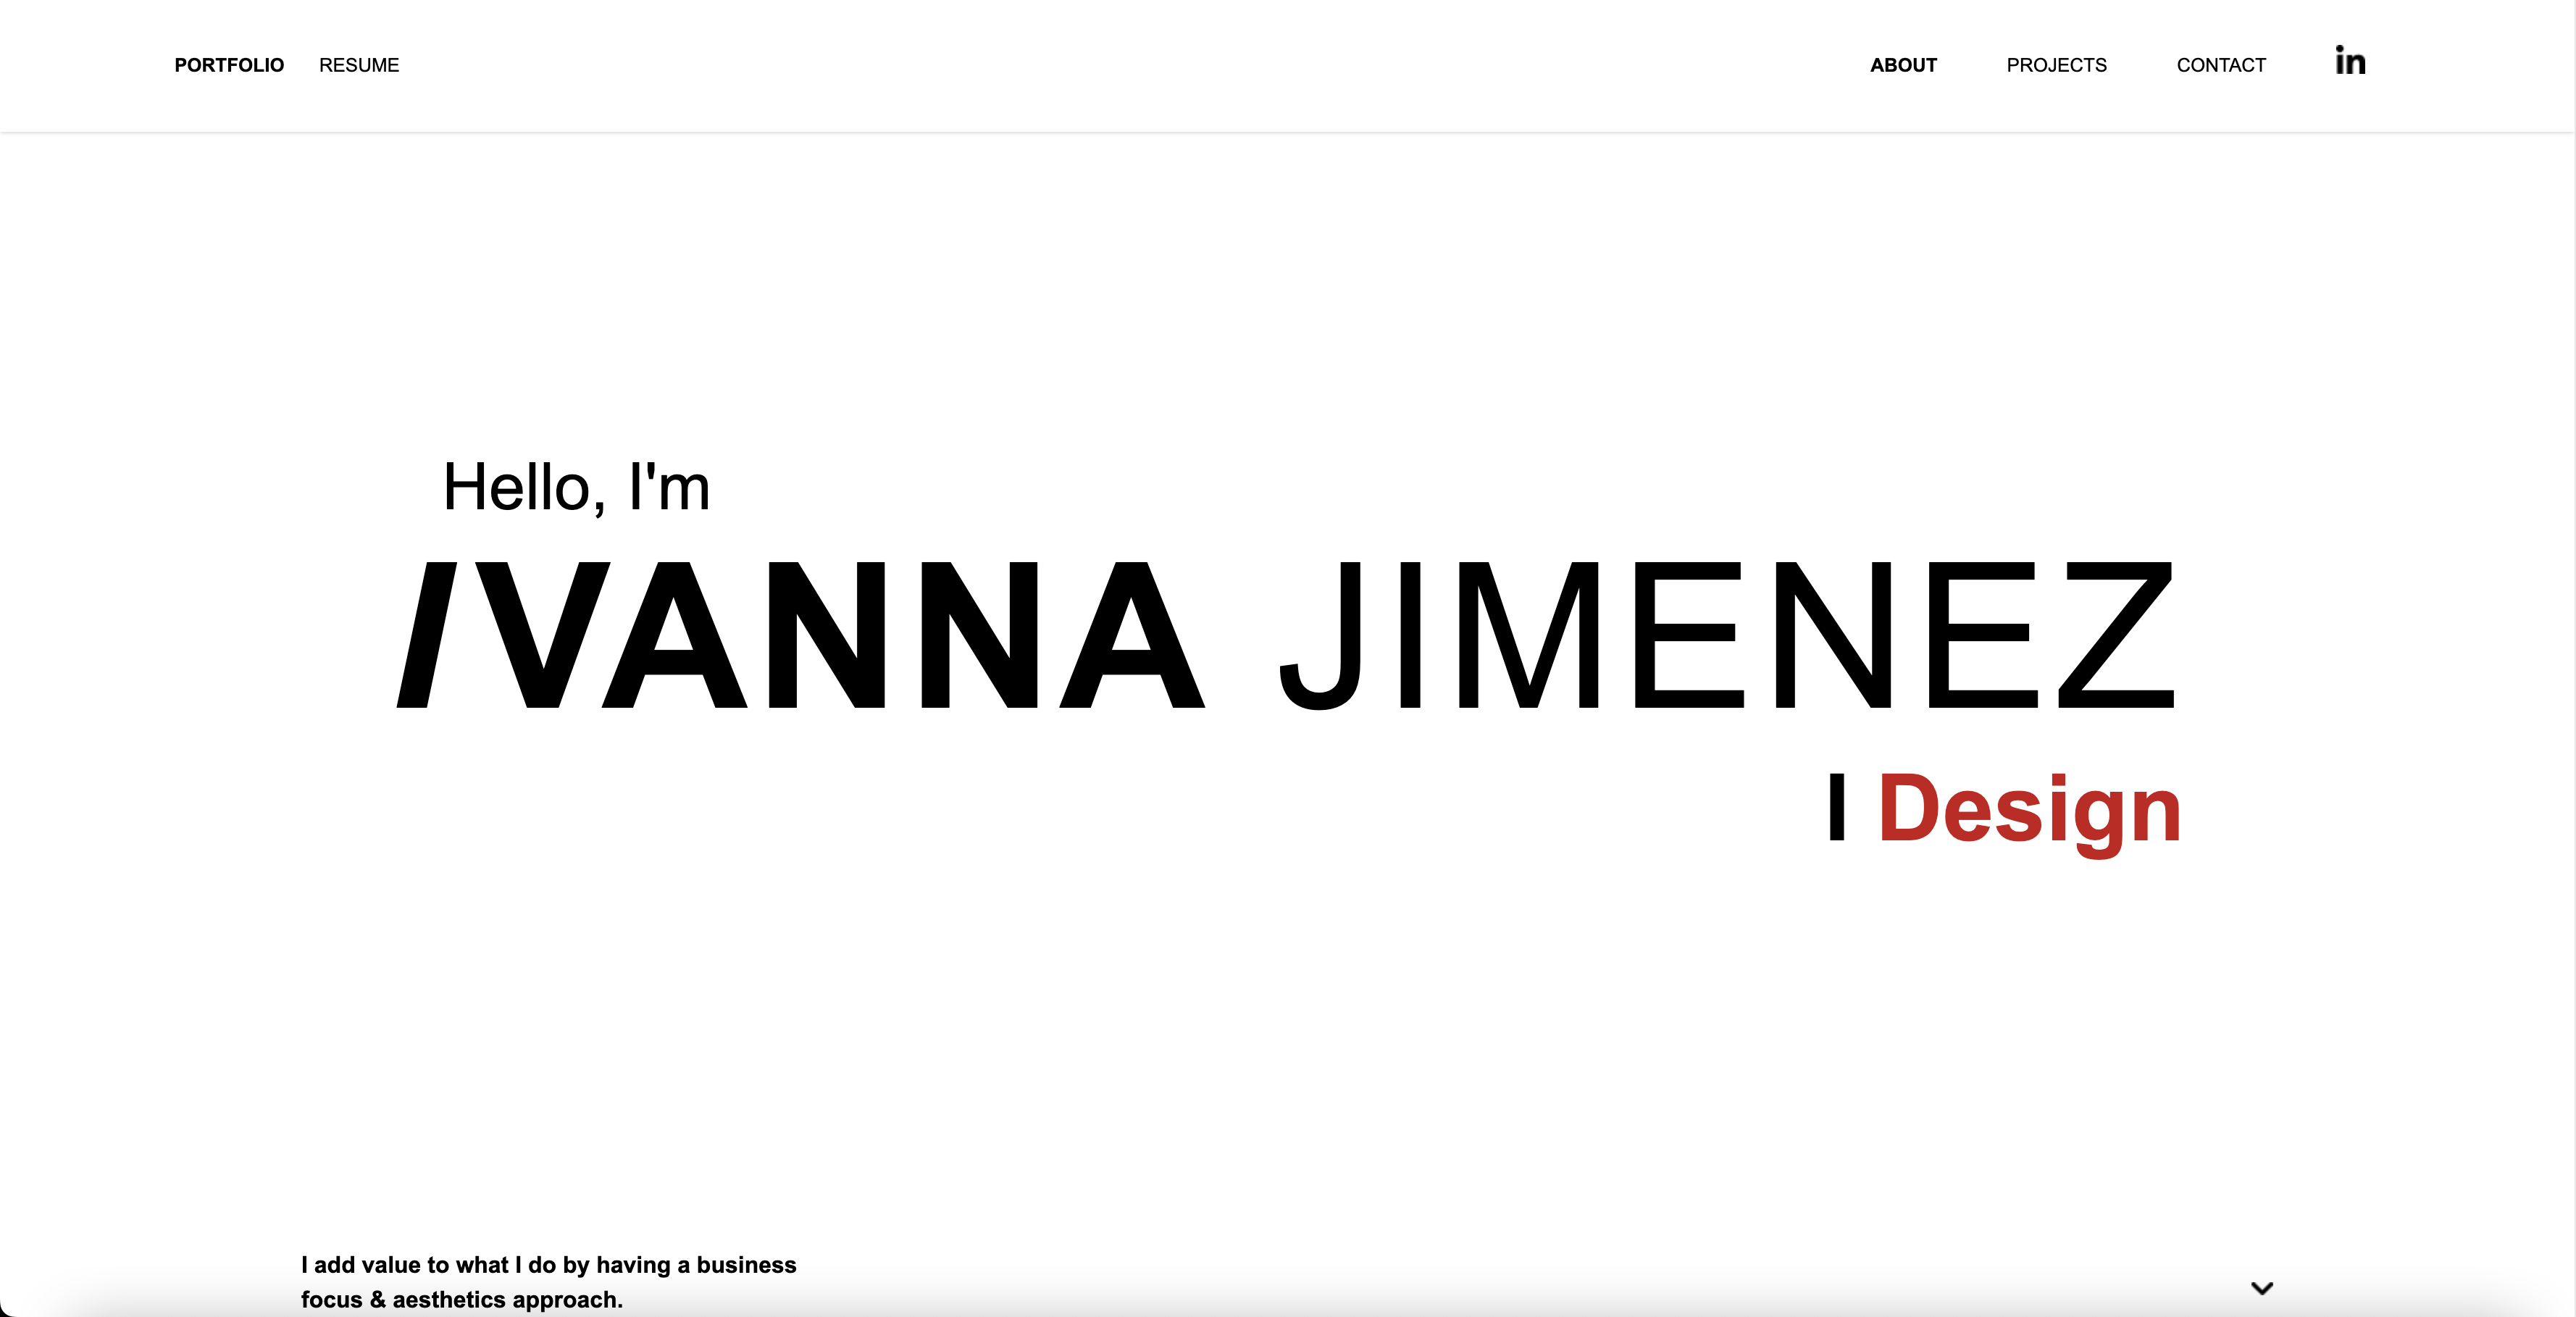 PORTFOLIO RESUME ABOUT PROJECTS CONTACT in
Hello, I'm
IVANNA JIMENEZ
I Design
I add value to what I do by having a business
focus & aesthetics approach.